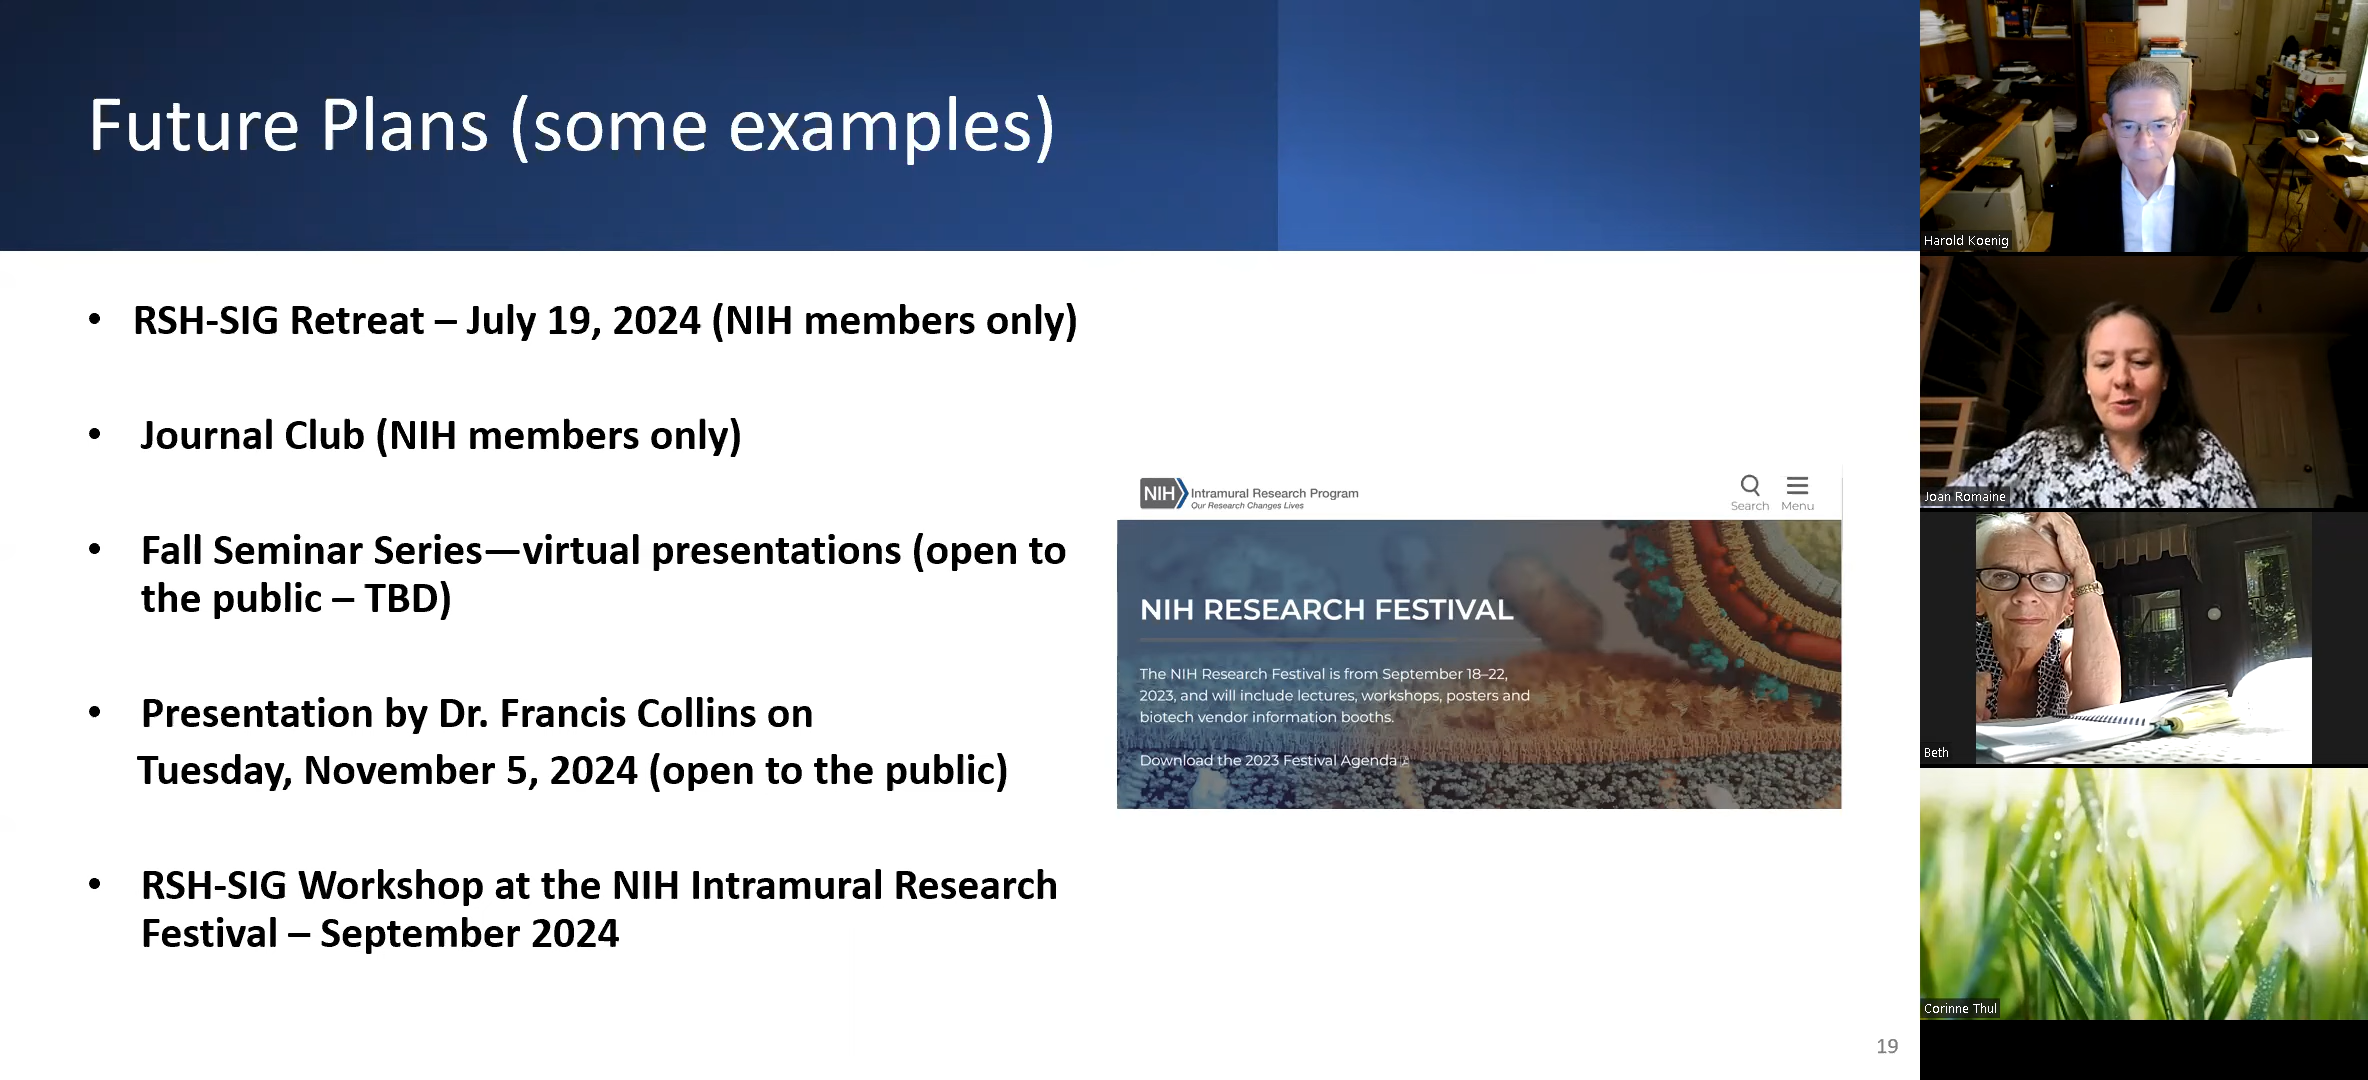 Future Plans (some examples)
• RSH-SIG Retreat – July 19, 2024 (NIH members only)
• Journal Club (NIH members only)
• Fall Seminar Series—virtual presentations (open to
the public – TBD)
• Presentation by Dr. Francis Collins on
Tuesday, November 5, 2024 (open to the public)
• RSH-SIG Workshop at the NIH Intramural Research
Festival – September 2024
NIH Intramural Research Program
Our Research Changes Lives
Search Menu
NIH RESEARCH FESTIVAL
The NIH Research Festival is from September 18–22,
2023, and will include lectures, workshops, posters and
biotech vendor information booths.
Download the 2023 Festival Agenda
19
Harold Koenig
Joan Romaine
Beth
Corinne Thul